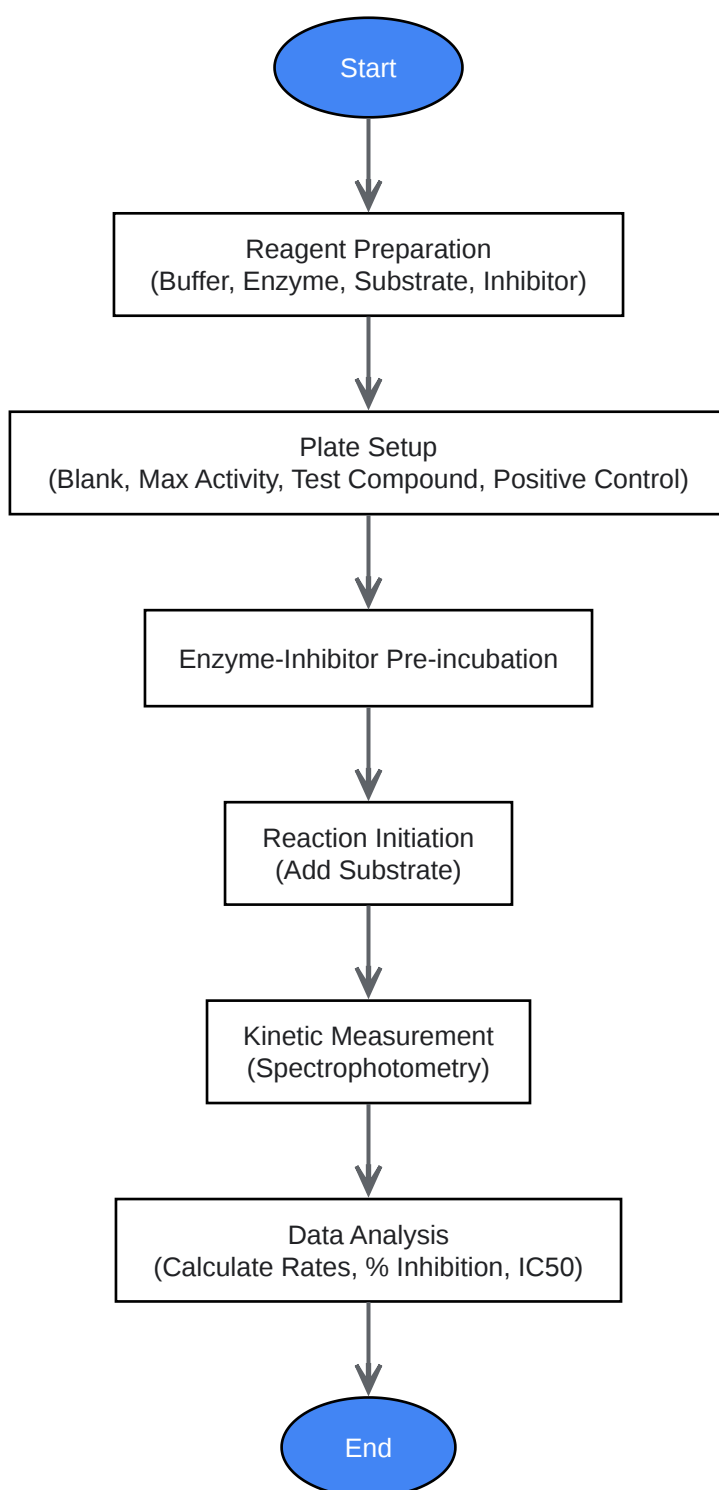 Start
Reagent Preparation
(Buffer, Enzyme, Substrate, Inhibitor)
Plate Setup
(Blank, Max Activity, Test Compound, Positive Control)
Enzyme-Inhibitor Pre-incubation
Reaction Initiation
(Add Substrate)
Kinetic Measurement
(Spectrophotometry)
Data Analysis
(Calculate Rates, % Inhibition, IC50)
End